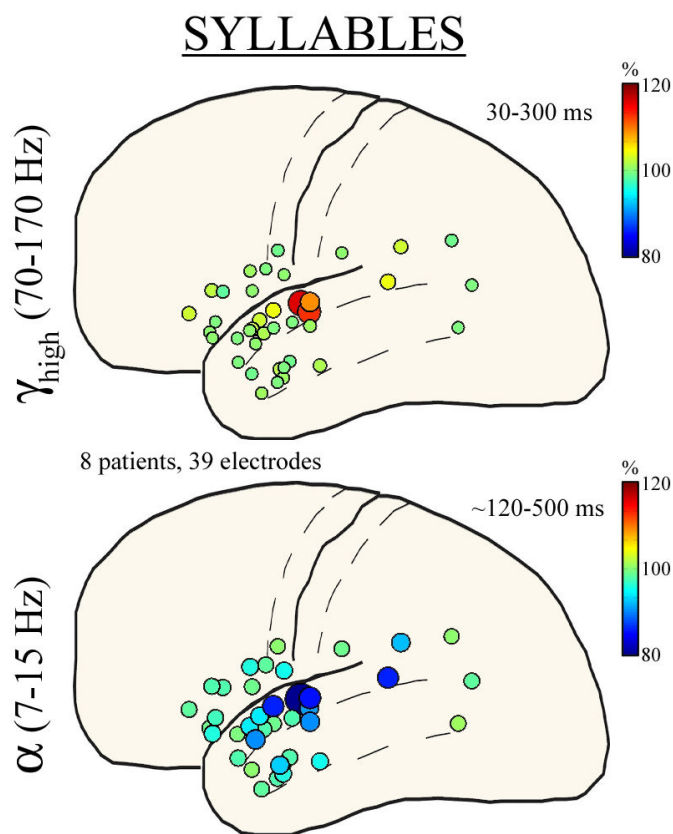 SYLLABLES
γhigh (70-170 Hz)
30-300 ms
%
120
100
80
8 patients, 39 electrodes
α (7-15 Hz)
~120-500 ms
%
120
100
80